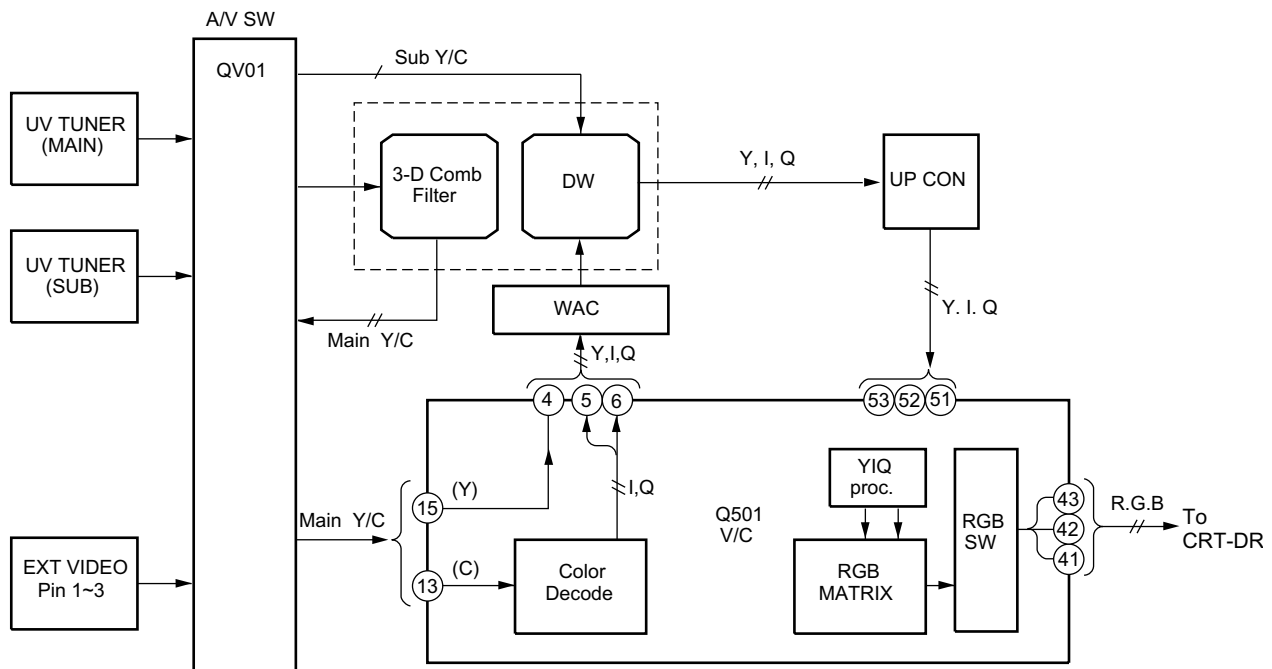 A/V SW
QV01
UV TUNER
(MAIN)
UV TUNER
(SUB)
EXT VIDEO
Pin 1~3
Sub Y/C
3-D Comb
Filter
DW
Y, I, Q
UP CON
WAC
Main Y/C
Y,I,Q
Y. I. Q
4
5
6
53
52
51
Main Y/C
15
(Y)
13
(C)
I,Q
Color
Decode
Q501
V/C
YIQ
proc.
RGB
MATRIX
RGB
SW
43
42
41
R.G.B
To
CRT-DR